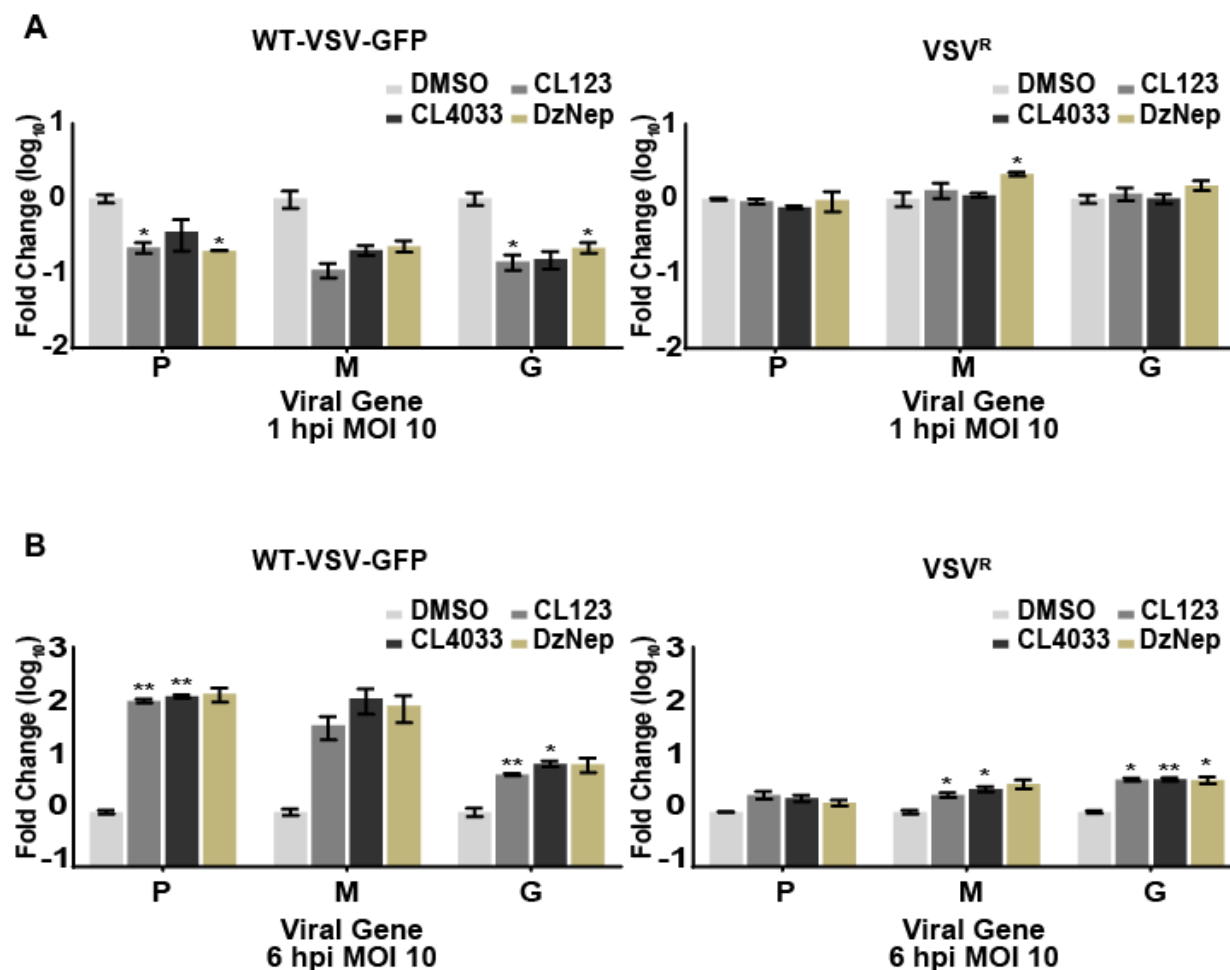 A
WT-VSV-GFP
DMSO CL123
CL4033 DzNep
Fold Change (log₁₀)
1
0
-1
-2
* * * *
P M G
Viral Gene
1 hpi MOI 10
VSVᴿ
DMSO CL123
CL4033 DzNep
Fold Change (log₁₀)
1
0
-1
-2
*
P M G
Viral Gene
1 hpi MOI 10
B
WT-VSV-GFP
DMSO CL123
CL4033 DzNep
Fold Change (log₁₀)
3
2
1
0
-1
** ** ** *
P M G
Viral Gene
6 hpi MOI 10
VSVᴿ
DMSO CL123
CL4033 DzNep
Fold Change (log₁₀)
3
2
1
0
-1
* * * ** *
P M G
Viral Gene
6 hpi MOI 10